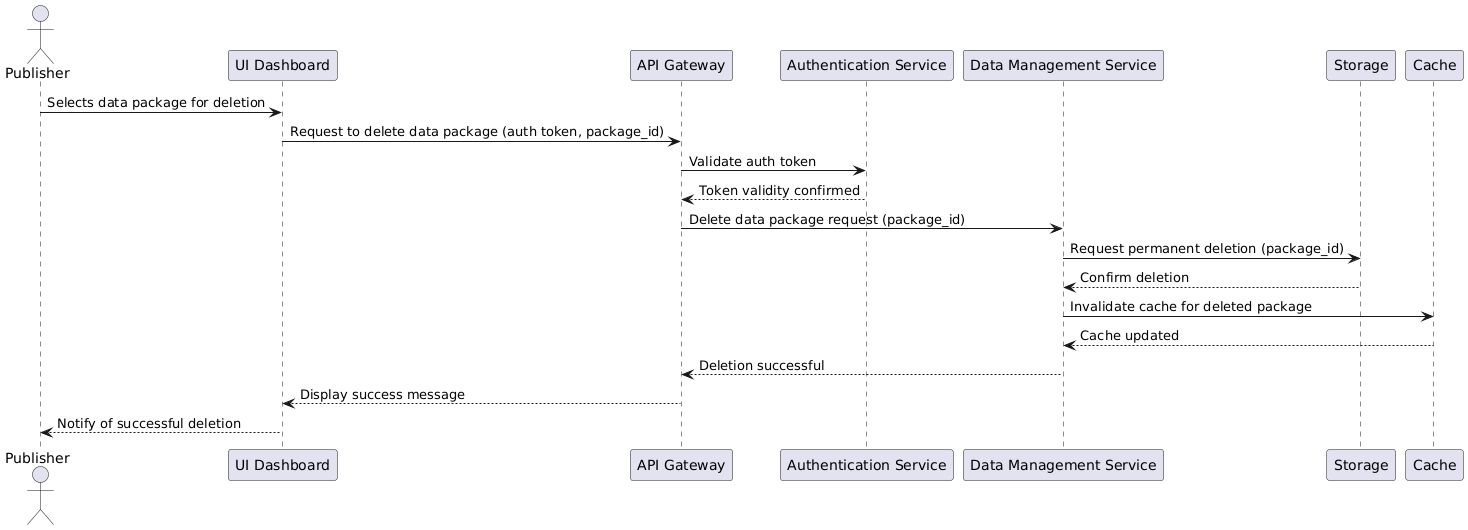 Publisher
UI Dashboard
API Gateway
Authentication Service
Data Management Service
Storage
Cache
Selects data package for deletion
Request to delete data package (auth token, package_id)
Validate auth token
Token validity confirmed
Delete data package request (package_id)
Request permanent deletion (package_id)
Confirm deletion
Invalidate cache for deleted package
Cache updated
Deletion successful
Display success message
Notify of successful deletion
Publisher
UI Dashboard
API Gateway
Authentication Service
Data Management Service
Storage
Cache